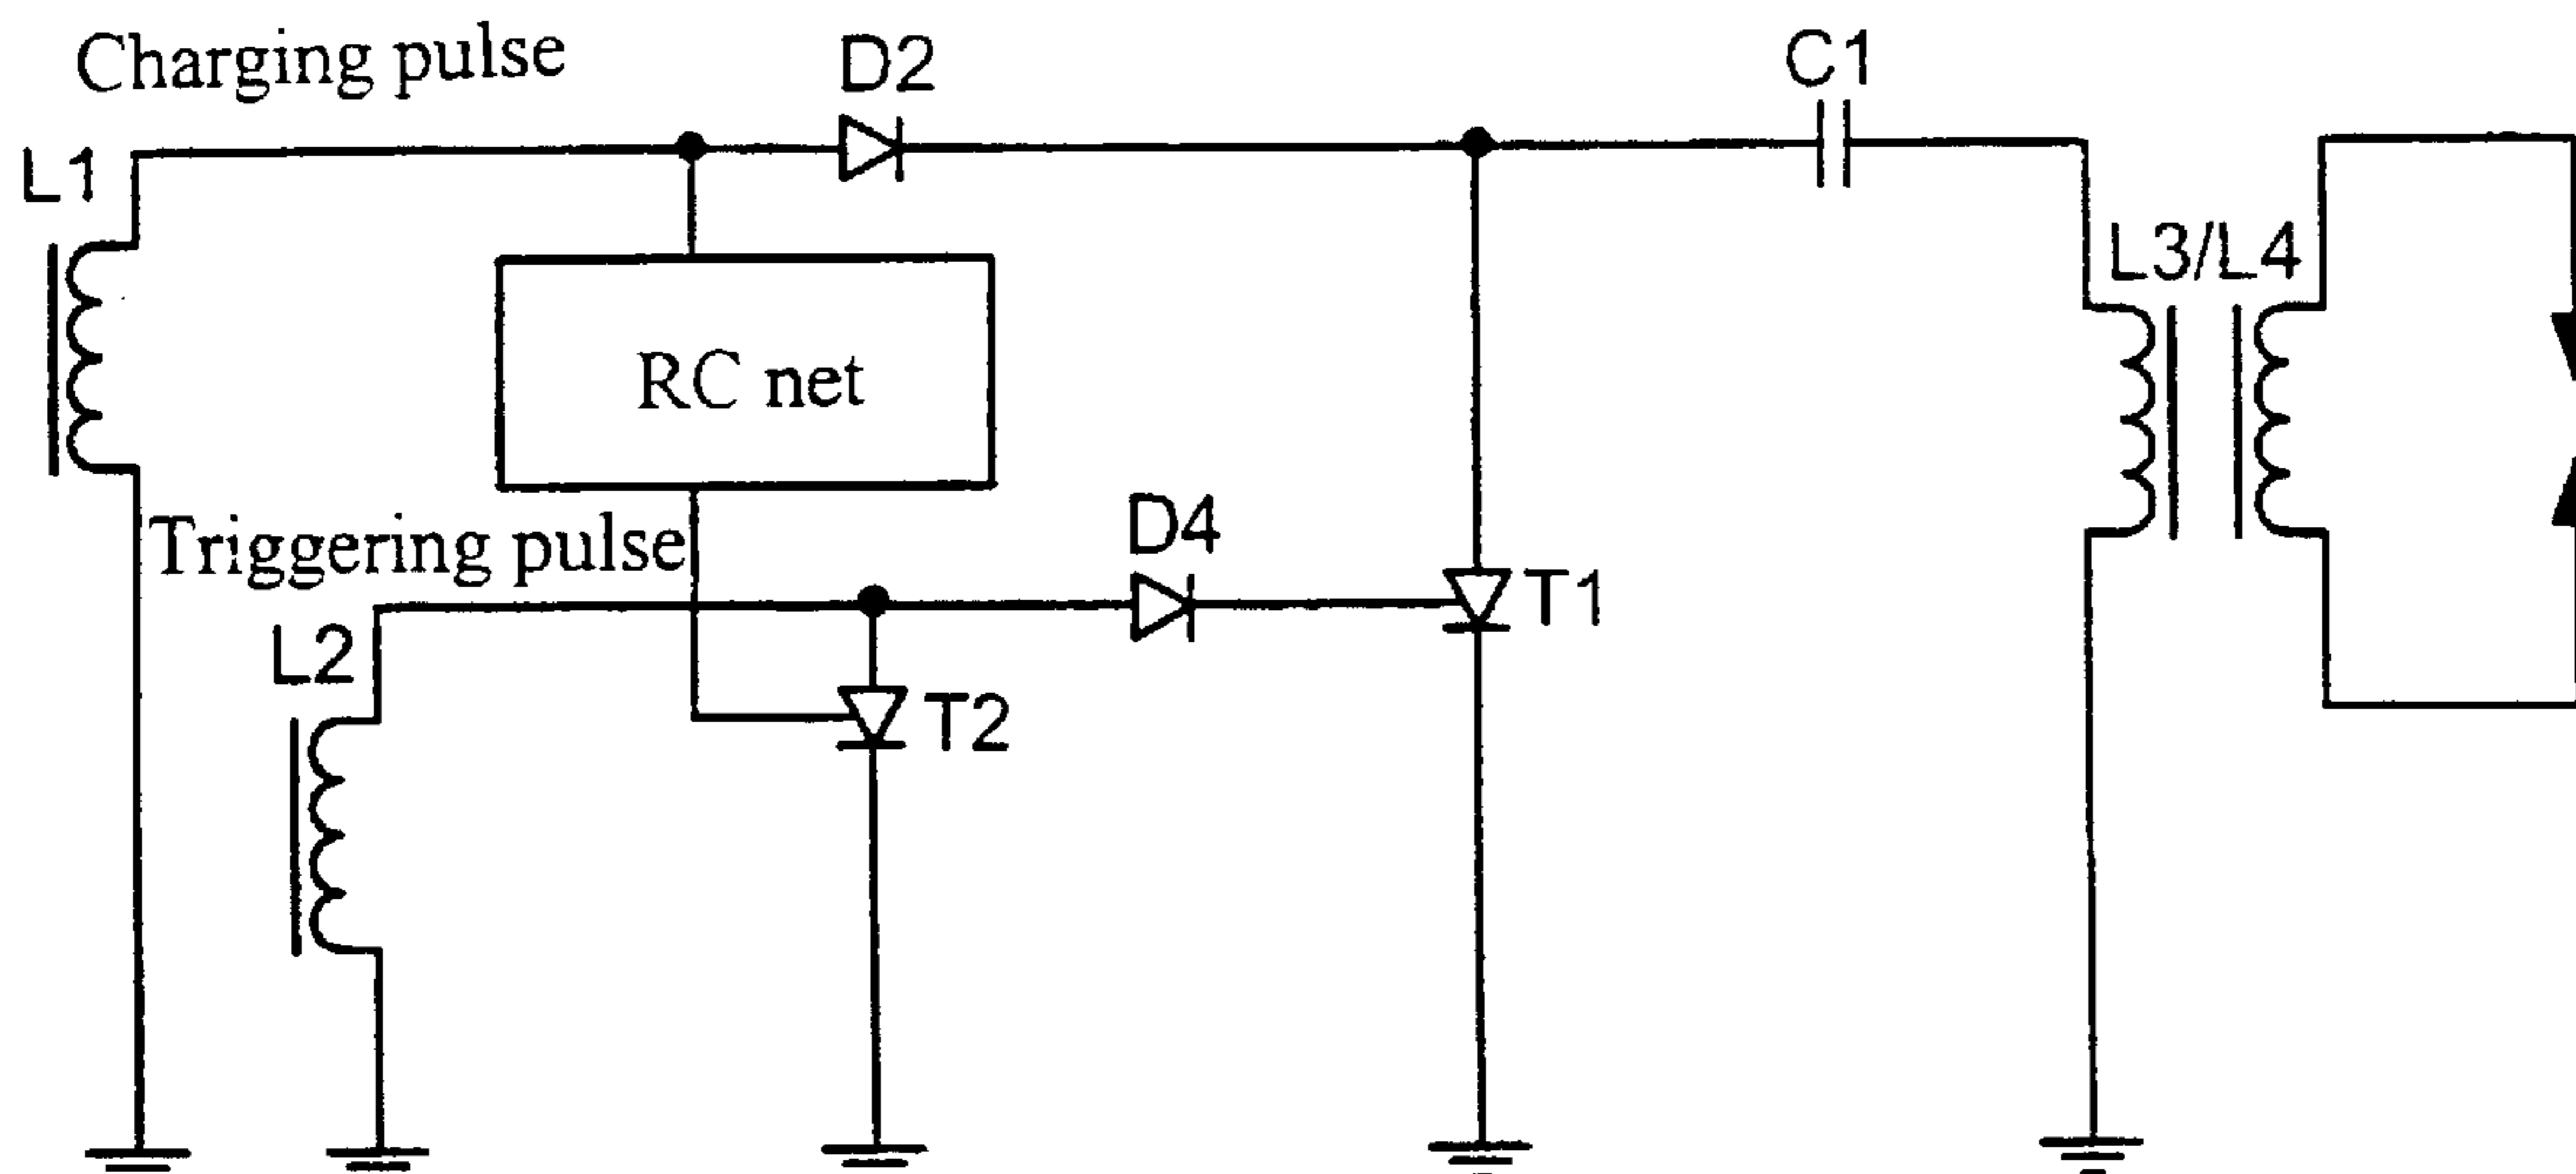 Charging pulse
D2
C1
L1
L3/L4
RC net
D4
Triggering pulse
T1
L2
T2